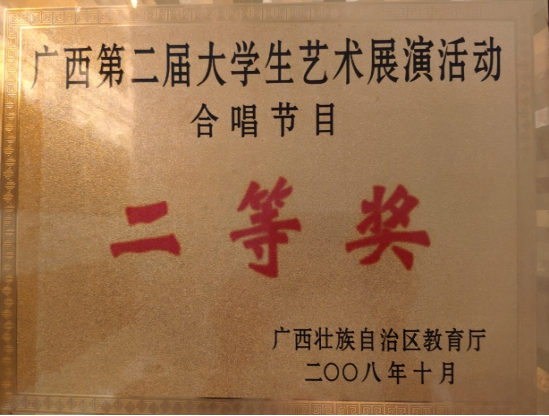 广西第二届大学生艺术展演活动
合唱节目
二等奖
广西壮族自治区教育厅
二〇〇八年十月